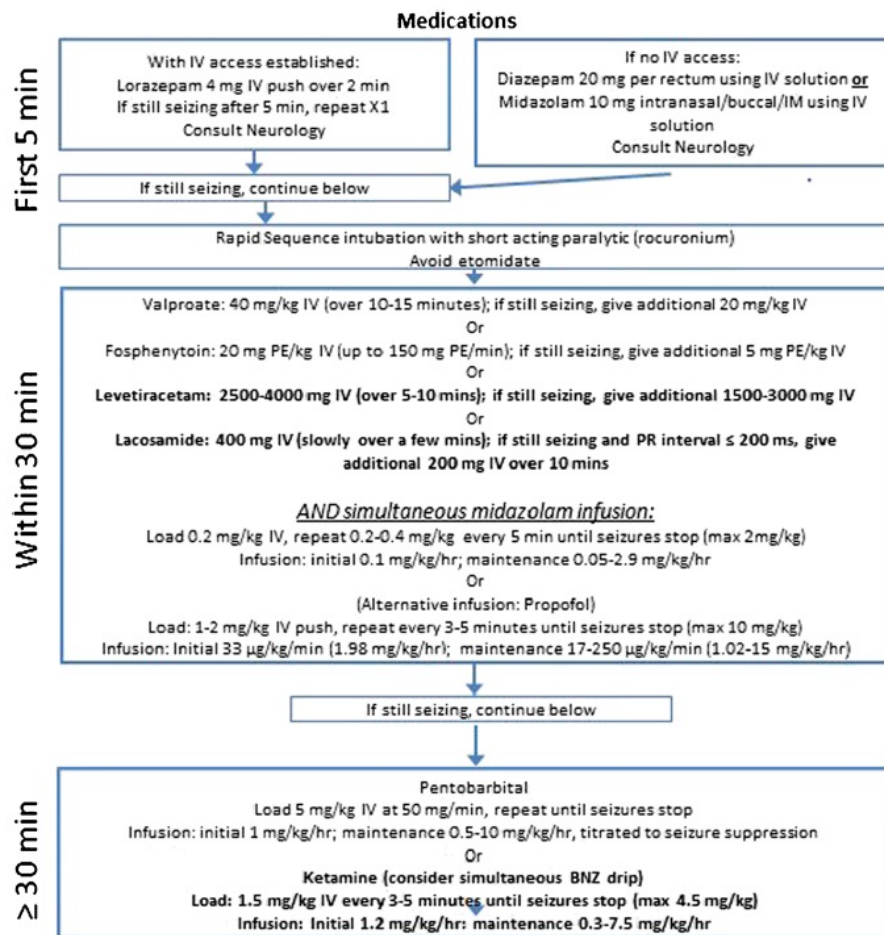 Medications
First 5 min
With IV access established:
Lorazepam 4 mg IV push over 2 min
If still seizing after 5 min, repeat X1
Consult Neurology
If no IV access:
Diazepam 20 mg per rectum using IV solution or
Midazolam 10 mg intranasal/buccal/IM using IV
solution
Consult Neurology
If still seizing, continue below
Rapid Sequence intubation with short acting paralytic (rocuronium)
Avoid etomidate
Within 30 min
Valproate: 40 mg/kg IV (over 10-15 minutes); if still seizing, give additional 20 mg/kg IV
Or
Fosphenytoin: 20 mg PE/kg IV (up to 150 mg PE/min); if still seizing, give additional 5 mg PE/kg IV
Or
Levetiracetam: 2500-4000 mg IV (over 5-10 mins); if still seizing, give additional 1500-3000 mg IV
Or
Lacosamide: 400 mg IV (slowly over a few mins); if still seizing and PR interval ≤ 200 ms, give
additional 200 mg IV over 10 mins
AND simultaneous midazolam infusion:
Load 0.2 mg/kg IV, repeat 0.2-0.4 mg/kg every 5 min until seizures stop (max 2mg/kg)
Infusion: initial 0.1 mg/kg/hr; maintenance 0.05-2.9 mg/kg/hr
Or
(Alternative infusion: Propofol)
Load: 1-2 mg/kg IV push, repeat every 3-5 minutes until seizures stop (max 10 mg/kg)
Infusion: Initial 33 µg/kg/min (1.98 mg/kg/hr); maintenance 17-250 µg/kg/min (1.02-15 mg/kg/hr)
If still seizing, continue below
≥ 30 min
Pentobarbital
Load 5 mg/kg IV at 50 mg/min, repeat until seizures stop
Infusion: initial 1 mg/kg/hr; maintenance 0.5-10 mg/kg/hr, titrated to seizure suppression
Or
Ketamine (consider simultaneous BNZ drip)
Load: 1.5 mg/kg IV every 3-5 minutes until seizures stop (max 4.5 mg/kg)
Infusion: Initial 1.2 mg/kg/hr: maintenance 0.3-7.5 mg/kg/hr